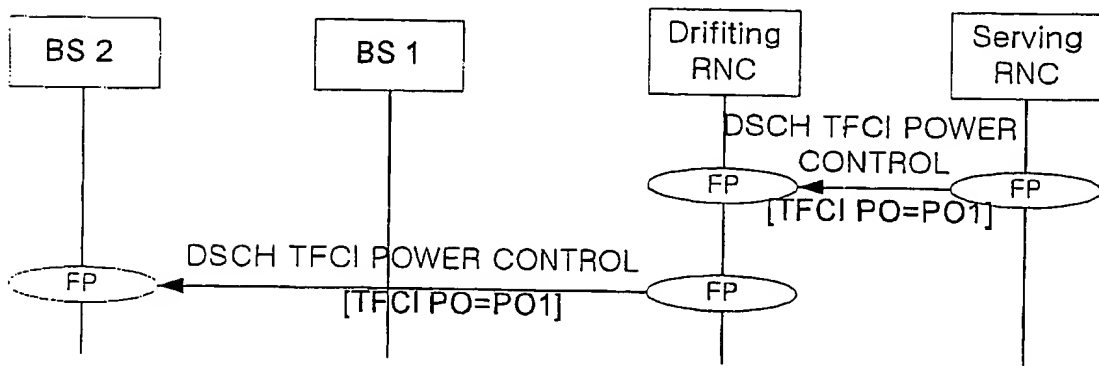 BS 2
BS 1
Drifiting
RNC
Serving
RNC
DSCH TFCI POWER
CONTROL
FP
FP
[TFCI PO=PO1]
DSCH TFCI POWER CONTROL
FP
FP
[TFCI PO=PO1]